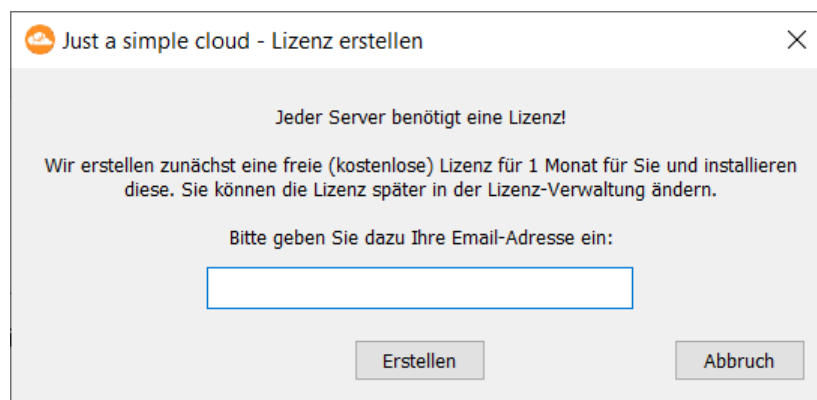 Just a simple cloud - Lizenz erstellen
Jeder Server benötigt eine Lizenz!
Wir erstellen zunächst eine freie (kostenlose) Lizenz für 1 Monat für Sie und installieren
diese. Sie können die Lizenz später in der Lizenz-Verwaltung ändern.
Bitte geben Sie dazu Ihre Email-Adresse ein:
Erstellen
Abbruch